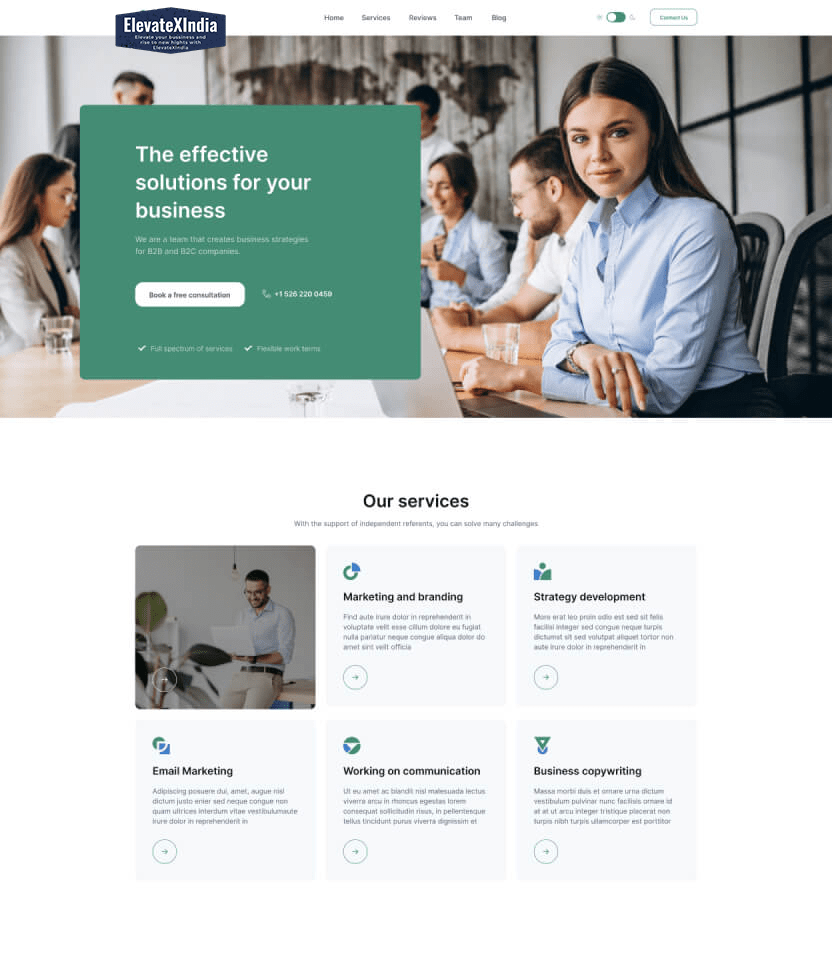 ElevateXIndia
Elevate your bussiness and
rise to new hights with
ElevateXIndia
Home
Services
Reviews
Team
Blog
Contact Us
The effective
solutions for your
business
We are a team that creates business strategies
for B2B and B2C companies.
Book a free consultation
+1 526 220 0459
Full spectrum of services
Flexible work terms
Our services
With the support of independent referents, you can solve many challenges
Marketing and branding
Find aute irure dolor in reprehenderit in
voluptate velit esse cillum dolore eu fugiat
nulla pariatur neque congue aliqua dolor do
amet sint velit officia
Strategy development
More erat leo proin odio est sed sit felis
facilisi integer sed congue neque turpis
dictumst sit sed volutpat aliquet tortor non
aute irure dolor in reprehenderit in
Email Marketing
Adipiscing posuere dui, amet, augue nisl
dictum justo enier sed neque congue non
quam ultrices interdum vitae vestibulumaute
irure dolor in reprehenderit in
Working on communication
Ut eu amet ac blandit nisl malesuada lectus
viverra arcu in rhoncus egestas lorem
consequat sollicitudin risus, in pellentesque
tellus tincidunt purus viverra dignissim et
Business copywriting
Massa morbi duis et ornare urna dictum
vestibulum pulvinar nunc facilisis ornare id
at at ut arcu integer tristique placerat non
turpis nibh turpis ullamcorper est porttitor